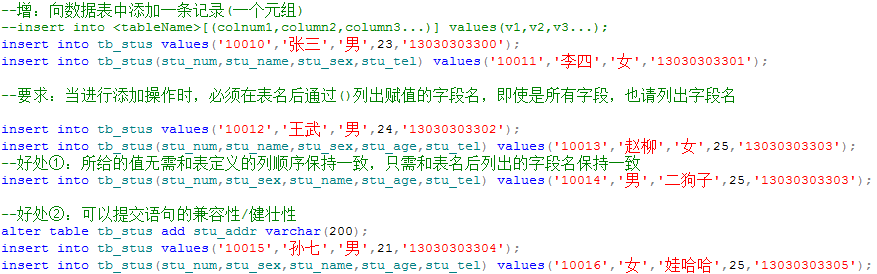 --增：向数据表中添加一条记录(一个元组)
--insert into <tableName>[(colnum1,column2,column3...)] values(v1,v2,v3...);
insert into tb_stus values('10010','张三','男',23,'13030303300');
insert into tb_stus(stu_num,stu_name,stu_sex,stu_tel) values('10011','李四','女','13030303301');
--要求：当进行添加操作时，必须在表名后通过()列出赋值的字段名，即使是所有字段，也请列出字段名
insert into tb_stus values('10012','王武','男',24,'13030303302');
insert into tb_stus(stu_num,stu_name,stu_sex,stu_age,stu_tel) values('10013','赵柳','女',25,'13030303303');
--好处①：所给的值无需和表定义的列顺序保持一致，只需和表名后列出的字段名保持一致
insert into tb_stus(stu_num,stu_sex,stu_name,stu_age,stu_tel) values('10014','男','二狗子',25,'13030303303');
--好处②：可以提交语句的兼容性/健壮性
alter table tb_stus add stu_addr varchar(200);
insert into tb_stus values('10015','孙七','男',21,'13030303304');
insert into tb_stus(stu_num,stu_sex,stu_name,stu_age,stu_tel) values('10016','女','娃哈哈',25,'13030303305');